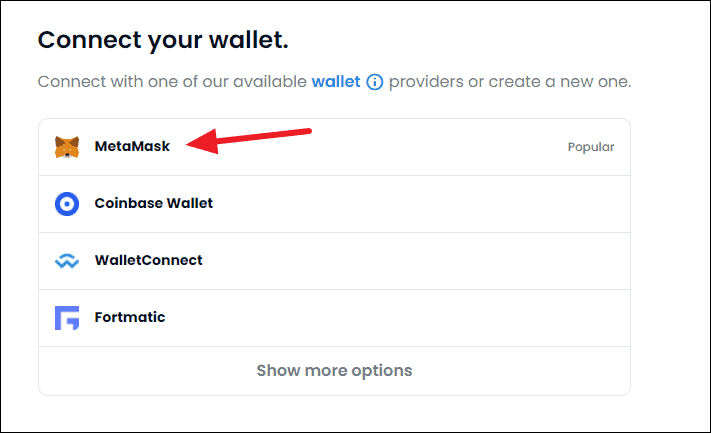 Connect your wallet.
Connect with one of our available wallet providers or create a new one.
MetaMask Popular
Coinbase Wallet
WalletConnect
Fortmatic
Show more options